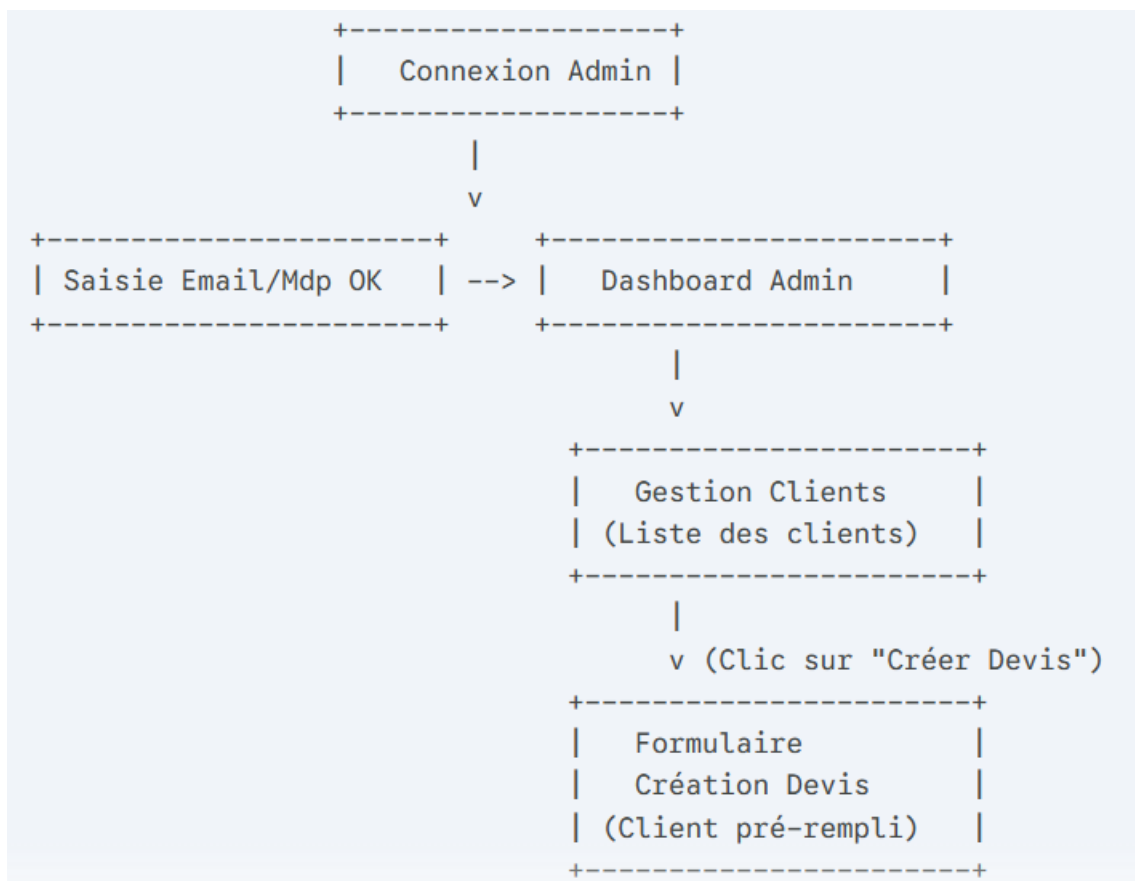 +-------------------+
|   Connexion Admin |
+-------------------+
|
v
+-----------------------+     +-----------------------+
| Saisie Email/Mdp OK   | --> |   Dashboard Admin     |
+-----------------------+     +-----------------------+
|
v
+-----------------------+
|   Gestion Clients     |
| (Liste des clients)   |
+-----------------------+
|
v (Clic sur "Créer Devis")
+-----------------------+
|   Formulaire          |
|   Création Devis      |
| (Client pré-rempli)   |
+-----------------------+